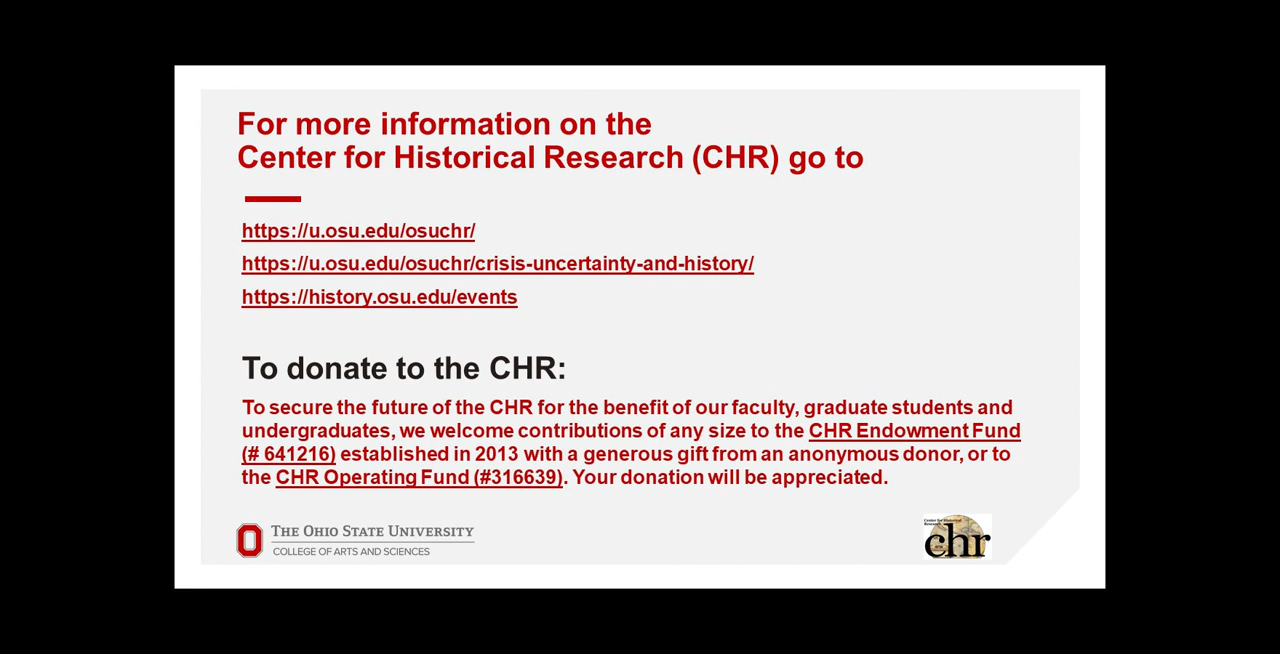 For more information on the
Center for Historical Research (CHR) go to
https://u.osu.edu/osuchr/
https://u.osu.edu/osuchr/crisis-uncertainty-and-history/
https://history.osu.edu/events
To donate to the CHR:
To secure the future of the CHR for the benefit of our faculty, graduate students and
undergraduates, we welcome contributions of any size to the CHR Endowment Fund
(# 641216) established in 2013 with a generous gift from an anonymous donor, or to
the CHR Operating Fund (#316639). Your donation will be appreciated.
THE OHIO STATE UNIVERSITY
COLLEGE OF ARTS AND SCIENCES
Center for Historical
Research
chr